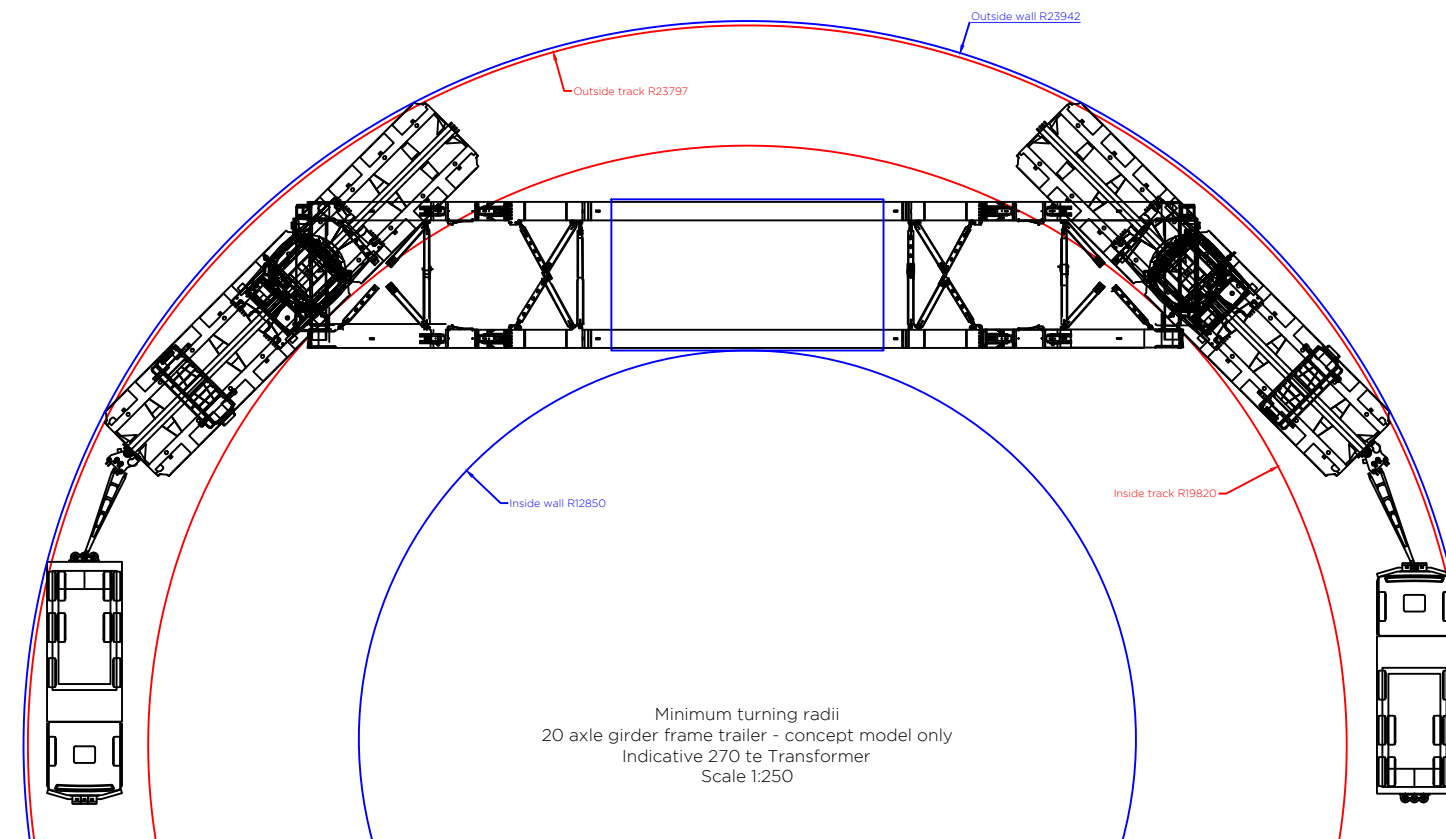 Outside wall R23942
Outside track R23797
Inside track R19820
Inside wall R12850
Minimum turning radii
20 axle girder frame trailer - concept model only
Indicative 270 te Transformer
Scale 1:250